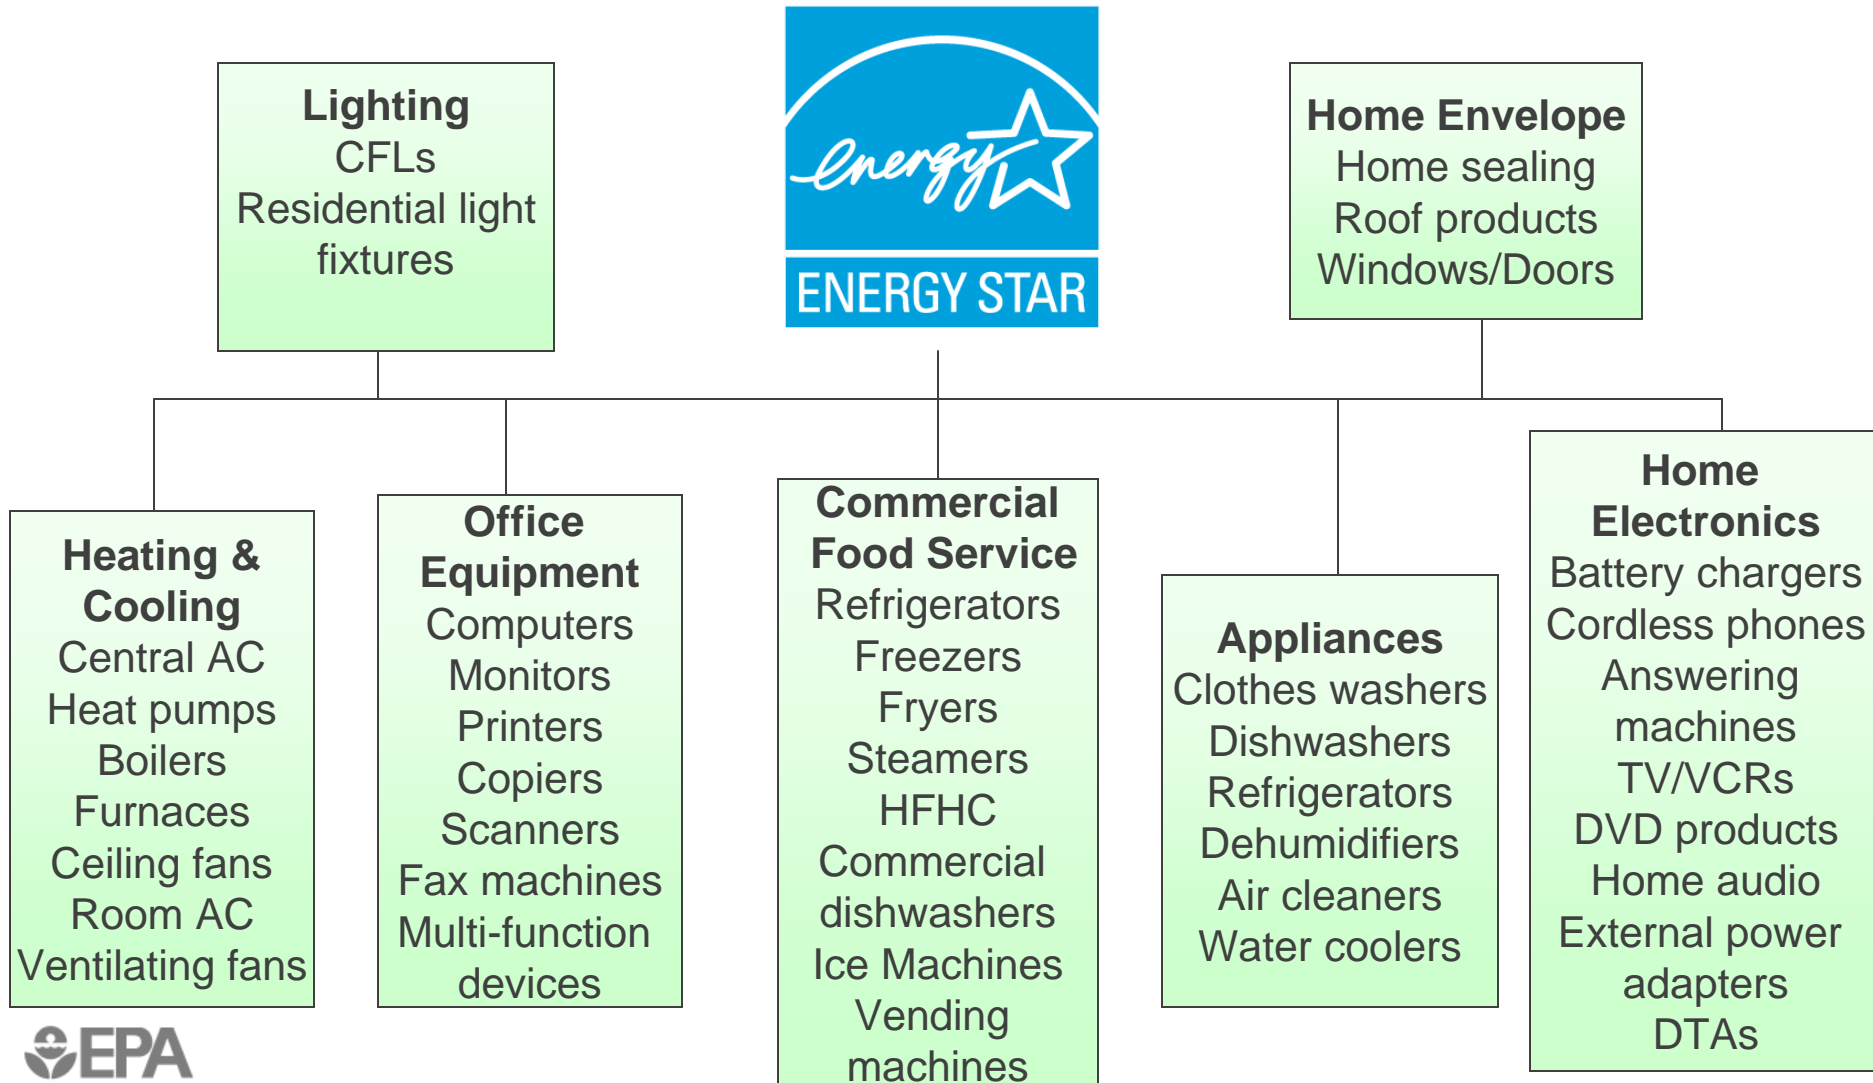 Lighting
CFLs
Residential light
fixtures
energy
ENERGY STAR
Home Envelope
Home sealing
Roof products
Windows/Doors
Heating &
Cooling
Central AC
Heat pumps
Boilers
Furnaces
Ceiling fans
Room AC
Ventilating fans
Office
Equipment
Computers
Monitors
Printers
Copiers
Scanners
Fax machines
Multi-function
devices
Commercial
Food Service
Refrigerators
Freezers
Fryers
Steamers
HFHC
Commercial
dishwashers
Ice Machines
Vending
machines
Appliances
Clothes washers
Dishwashers
Refrigerators
Dehumidifiers
Air cleaners
Water coolers
Home
Electronics
Battery chargers
Cordless phones
Answering
machines
TV/VCRs
DVD products
Home audio
External power
adapters
DTAs
EPA